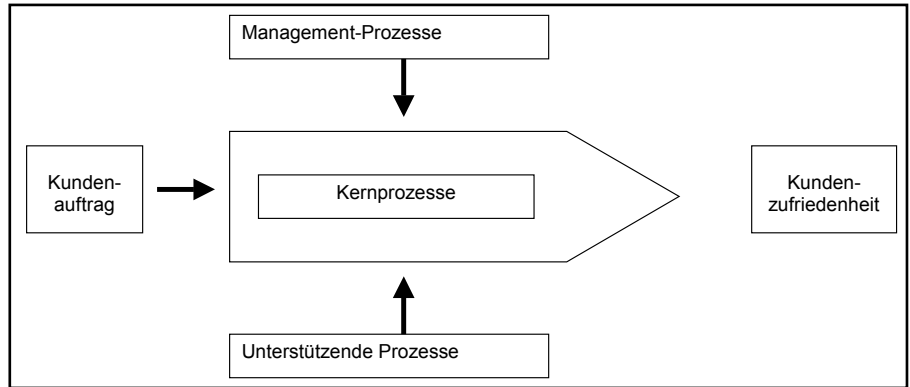 Management-Prozesse
Kunden-
auftrag
Kernprozesse
Kunden-
zufriedenheit
Unterstützende Prozesse